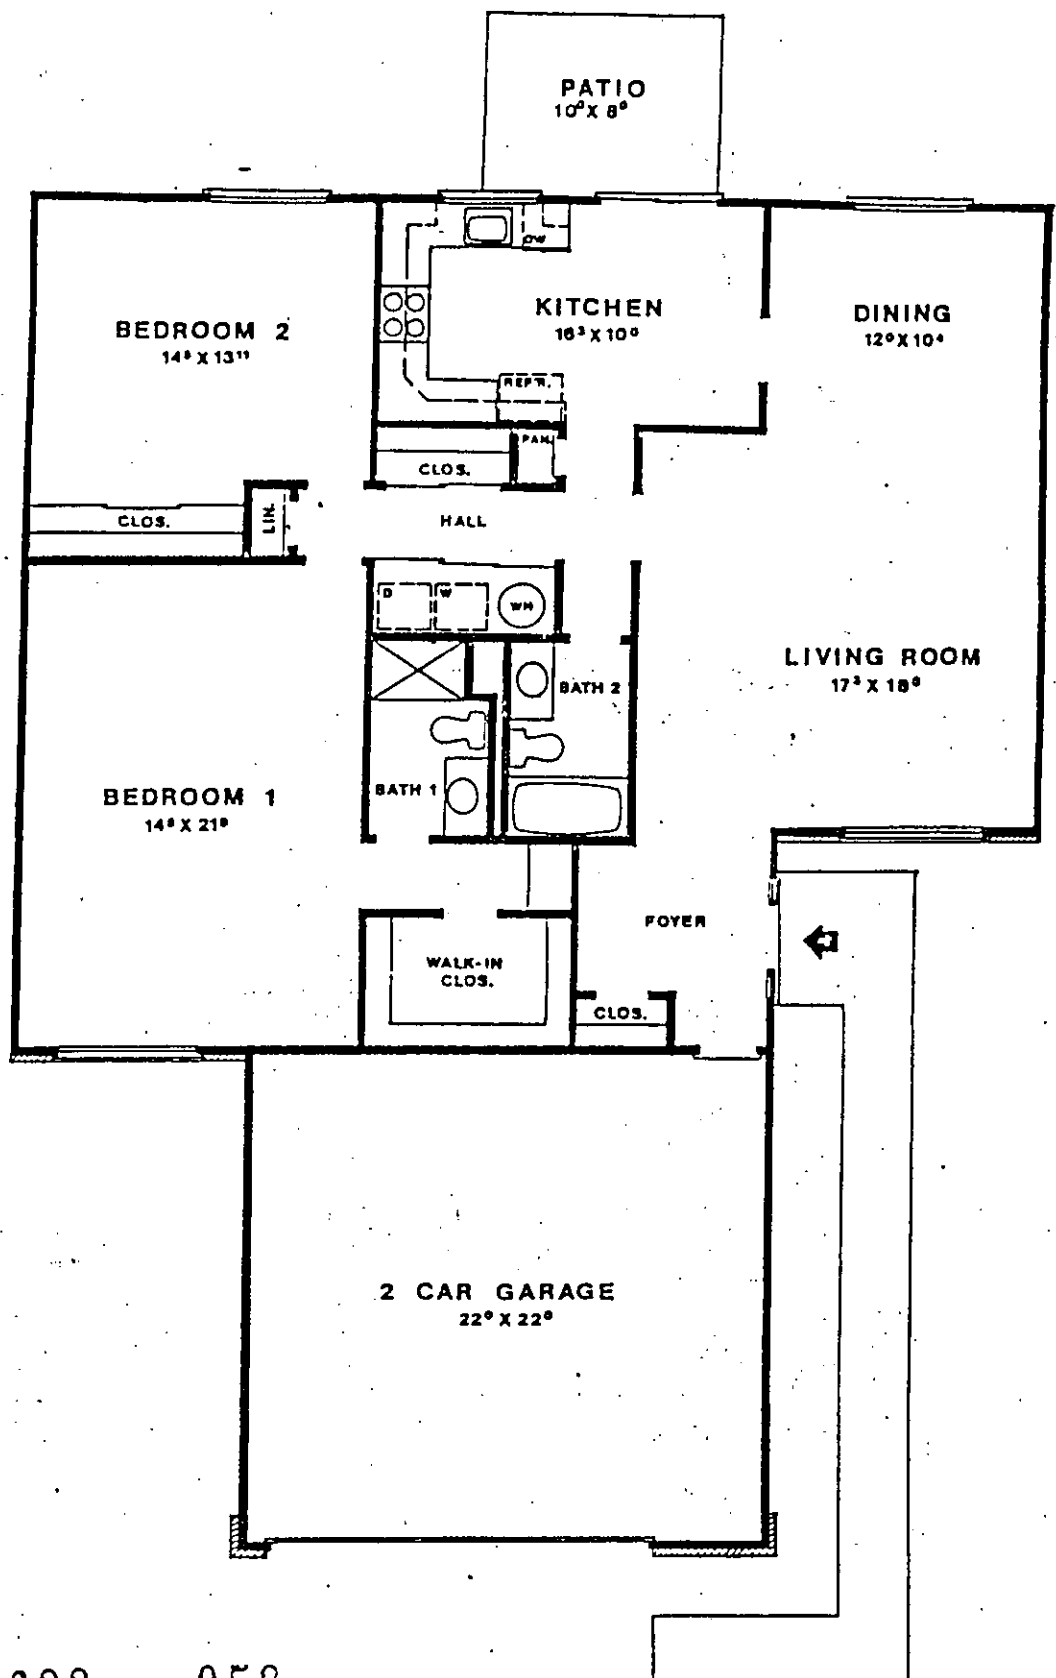 PATIO
10⁰ X 8⁰
DW
KITCHEN
16³ X 10⁰
DINING
12⁰ X 10⁴
BEDROOM 2
14⁸ X 13¹¹
REFR.
PAN.
CLOS.
CLOS.
LIN.
HALL
D
W
WH
LIVING ROOM
17³ X 18⁰
BATH 2
BATH 1
BEDROOM 1
14⁸ X 21⁰
FOYER
WALK-IN
CLOS.
CLOS.
2 CAR GARAGE
22⁰ X 22⁰